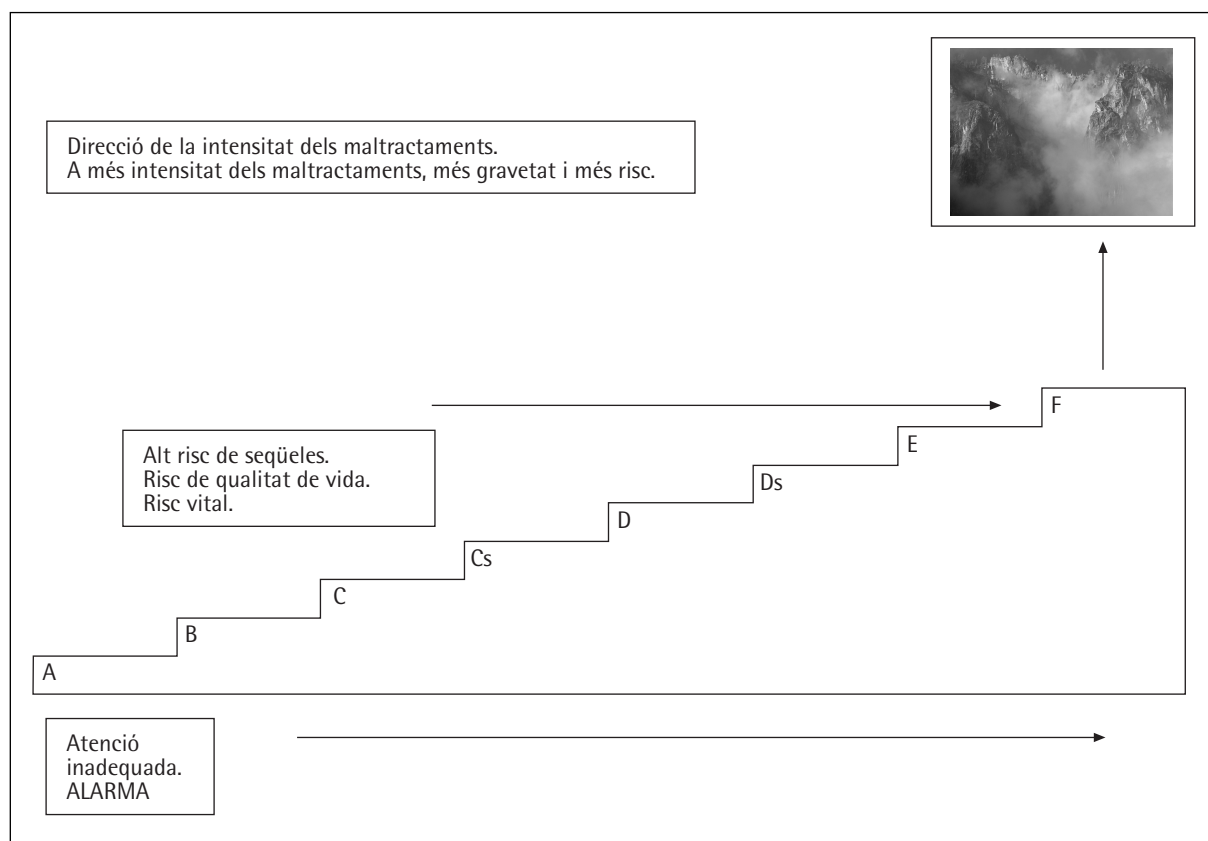 Direcció de la intensitat dels maltractaments.
A més intensitat dels maltractaments, més gravetat i més risc.
Alt risc de seqüeles.
Risc de qualitat de vida.
Risc vital.
F
E
Ds
D
Cs
C
B
A
Atenció
inadequada.
ALARMA